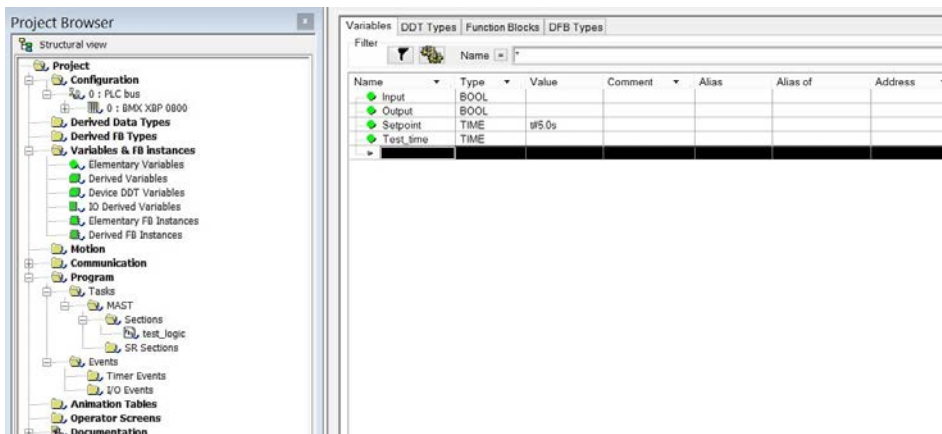 Project Browser
Structural view
Project
Configuration
0 : PLC bus
0 : BMX XBP 0800
Derived Data Types
Derived FB Types
Variables & FB instances
Elementary Variables
Derived Variables
Device DDT Variables
IO Derived Variables
Elementary FB Instances
Derived FB Instances
Motion
Communication
Program
Tasks
MAST
Sections
test_logic
SR Sections
Events
Timer Events
I/O Events
Animation Tables
Operator Screens
Documentation
Variables DDT Types Function Blocks DFB Types
Filter
Name = *
Name Type Value Comment Alias Alias of Address
Input BOOL
Output BOOL
Setpoint TIME t#5.0s
Test_time TIME